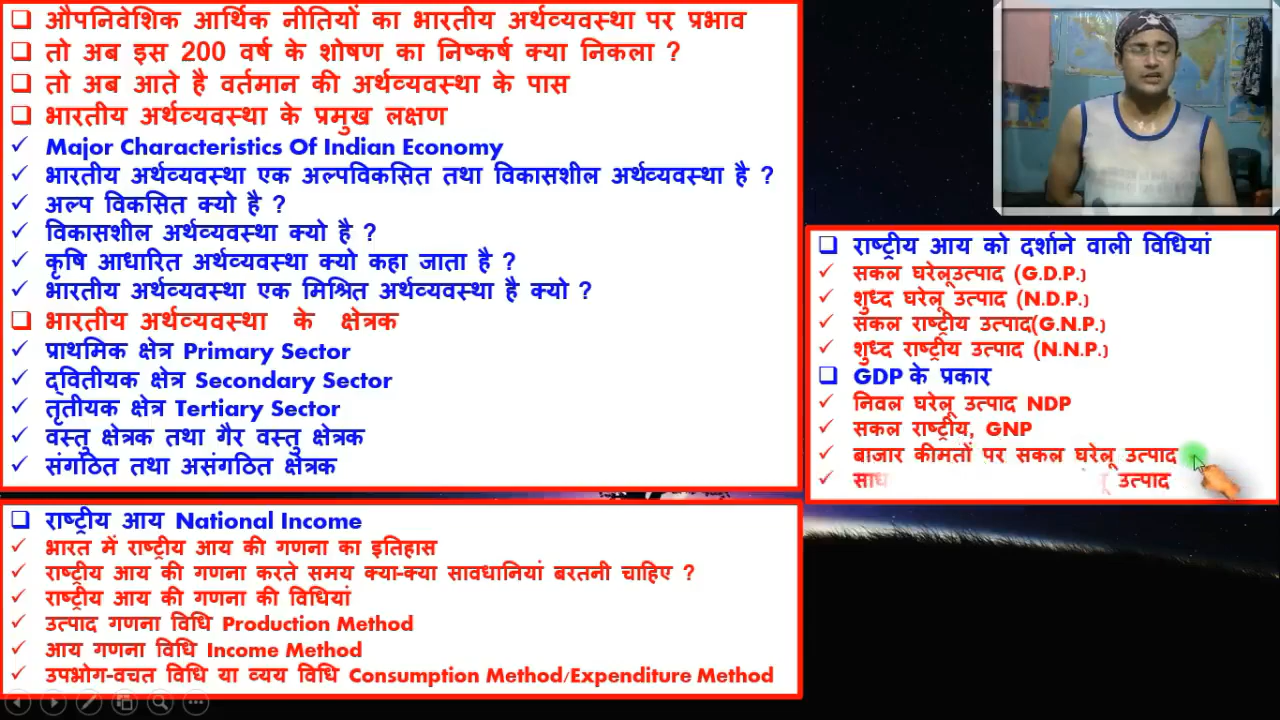 औपनिवेशिक आर्थिक नीतियों का भारतीय अर्थव्यवस्था पर प्रभाव
तो अब इस 200 वर्ष के शोषण का निष्कर्ष क्या निकला ?
तो अब आते है वर्तमान की अर्थव्यवस्था के पास
भारतीय अर्थव्यवस्था के प्रमुख लक्षण
Major Characteristics Of Indian Economy
भारतीय अर्थव्यवस्था एक अल्पविकसित तथा विकासशील अर्थव्यवस्था है ?
अल्प विकसित क्यो है ?
विकासशील अर्थव्यवस्था क्यो है ?
कृषि आधारित अर्थव्यवस्था क्यो कहा जाता है ?
भारतीय अर्थव्यवस्था एक मिश्रित अर्थव्यवस्था है क्यो ?
भारतीय अर्थव्यवस्था के क्षेत्रक
प्राथमिक क्षेत्र Primary Sector
द्वितीयक क्षेत्र Secondary Sector
तृतीयक क्षेत्र Tertiary Sector
वस्तु क्षेत्रक तथा गैर वस्तु क्षेत्रक
संगठित तथा असंगठित क्षेत्रक
राष्ट्रीय आय National Income
भारत में राष्ट्रीय आय की गणना का इतिहास
राष्ट्रीय आय की गणना करते समय क्या-क्या सावधानियां बरतनी चाहिए ?
राष्ट्रीय आय की गणना की विधियां
उत्पाद गणना विधि Production Method
आय गणना विधि Income Method
उपभोग-वचत विधि या व्यय विधि Consumption Method/Expenditure Method
राष्ट्रीय आय को दर्शाने वाली विधियां
सकल घरेलूउत्पाद (G.D.P.)
शुध्द घरेलू उत्पाद (N.D.P.)
सकल राष्ट्रीय उत्पाद(G.N.P.)
शुध्द राष्ट्रीय उत्पाद (N.N.P.)
GDP के प्रकार
निवल घरेलू उत्पाद NDP
सकल राष्ट्रीय, GNP
बाजार कीमतों पर सकल घरेलू उत्पाद
उत्पाद